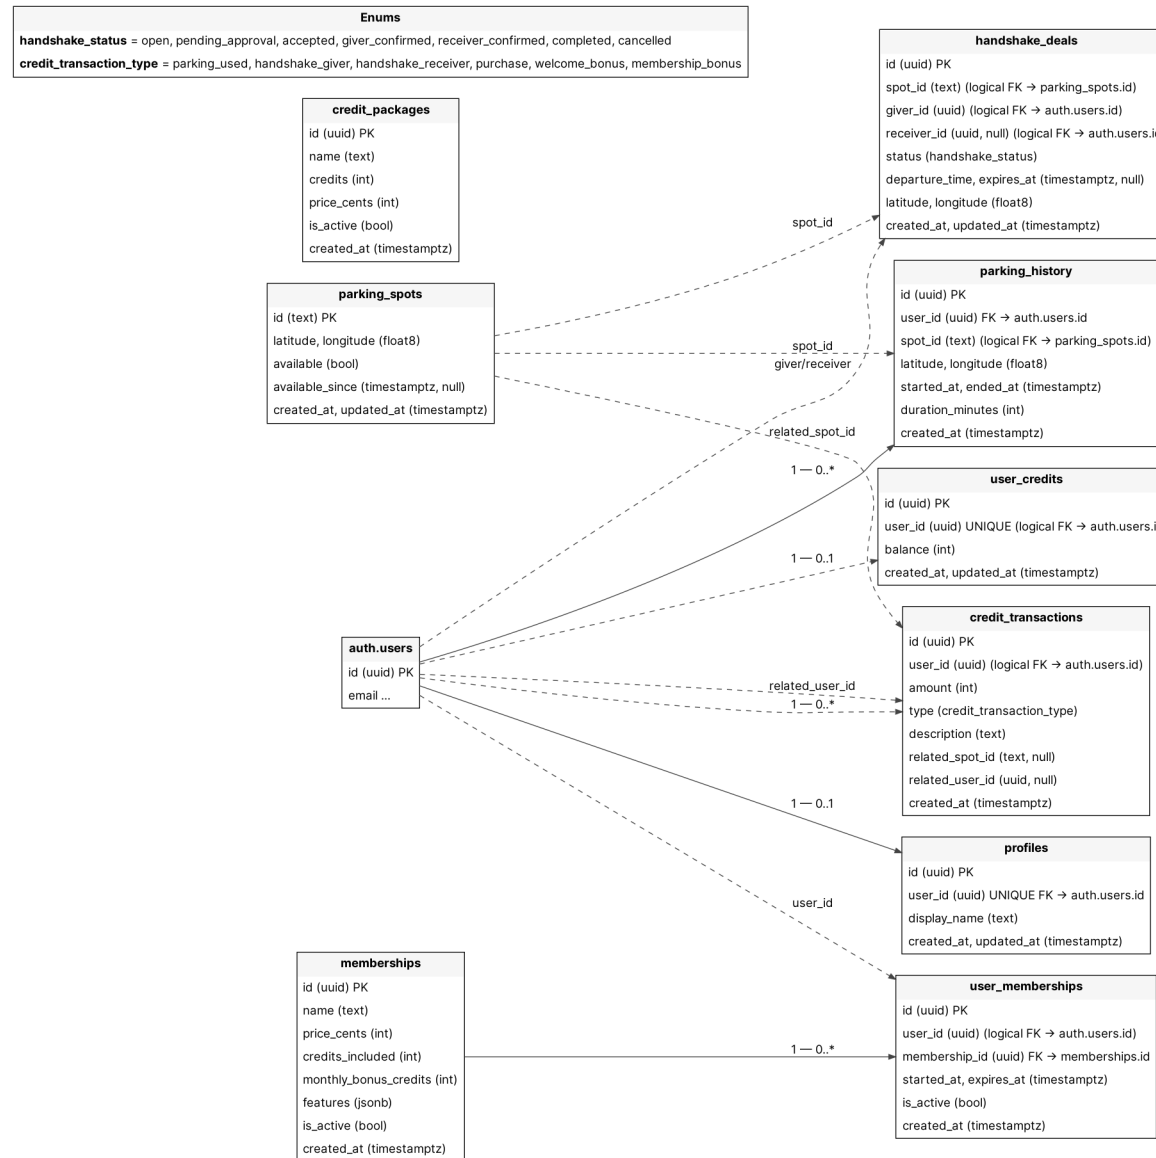 Enums
handshake_status = open, pending_approval, accepted, giver_confirmed, receiver_confirmed, completed, cancelled
credit_transaction_type = parking_used, handshake_giver, handshake_receiver, purchase, welcome_bonus, membership_bonus
credit_packages
id (uuid) PK
name (text)
credits (int)
price_cents (int)
is_active (bool)
created_at (timestamptz)
parking_spots
id (text) PK
latitude, longitude (float8)
available (bool)
available_since (timestamptz, null)
created_at, updated_at (timestamptz)
auth.users
id (uuid) PK
email ...
memberships
id (uuid) PK
name (text)
price_cents (int)
credits_included (int)
monthly_bonus_credits (int)
features (jsonb)
is_active (bool)
created_at (timestamptz)
spot_id
spot_id
giver/receiver
related_spot_id
1 — 0..*
1 — 0..1
related_user_id
1 — 0..*
1 — 0..1
user_id
1 — 0..*
handshake_deals
id (uuid) PK
spot_id (text) (logical FK → parking_spots.id)
giver_id (uuid) (logical FK → auth.users.id)
receiver_id (uuid, null) (logical FK → auth.users.i
status (handshake_status)
departure_time, expires_at (timestamptz, null)
latitude, longitude (float8)
created_at, updated_at (timestamptz)
parking_history
id (uuid) PK
user_id (uuid) FK → auth.users.id
spot_id (text) (logical FK → parking_spots.id)
latitude, longitude (float8)
started_at, ended_at (timestamptz)
duration_minutes (int)
created_at (timestamptz)
user_credits
id (uuid) PK
user_id (uuid) UNIQUE (logical FK → auth.users.i
balance (int)
created_at, updated_at (timestamptz)
credit_transactions
id (uuid) PK
user_id (uuid) (logical FK → auth.users.id)
amount (int)
type (credit_transaction_type)
description (text)
related_spot_id (text, null)
related_user_id (uuid, null)
created_at (timestamptz)
profiles
id (uuid) PK
user_id (uuid) UNIQUE FK → auth.users.id
display_name (text)
created_at, updated_at (timestamptz)
user_memberships
id (uuid) PK
user_id (uuid) (logical FK → auth.users.id)
membership_id (uuid) FK → memberships.id
started_at, expires_at (timestamptz)
is_active (bool)
created_at (timestamptz)